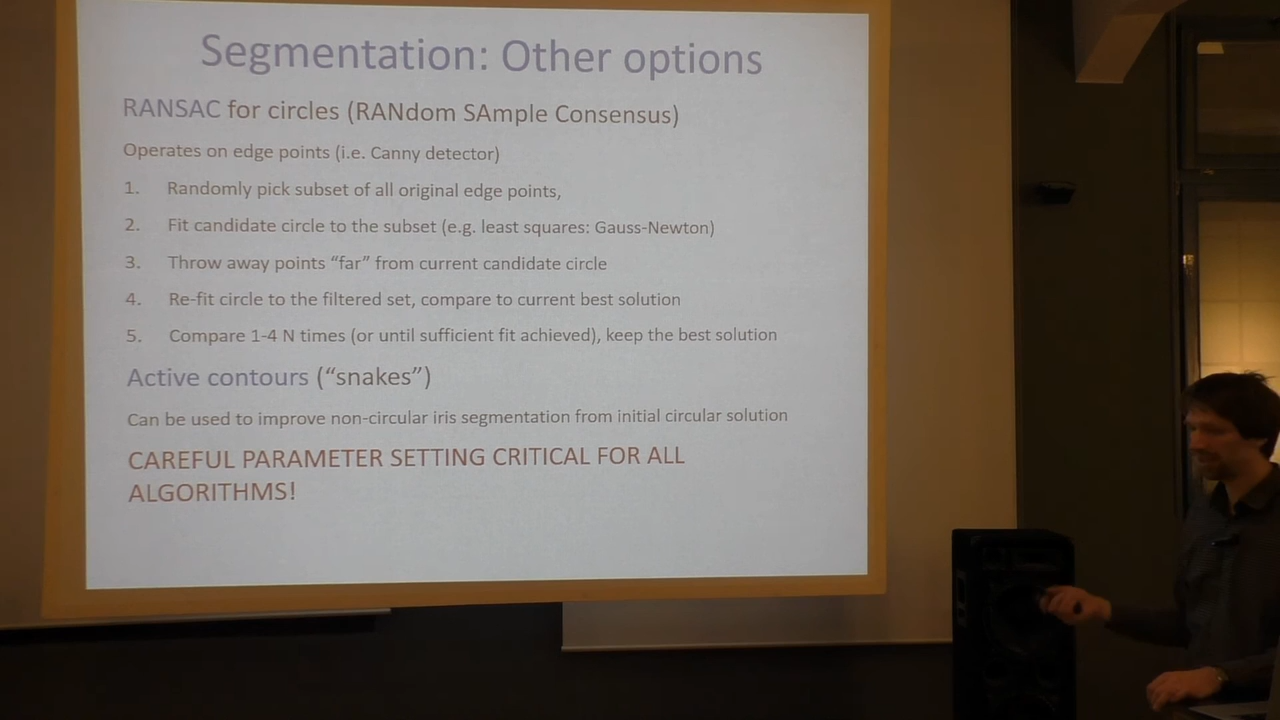 Segmentation: Other options
RANSAC for circles (RANdom SAmple Consensus)
Operates on edge points (i.e. Canny detector)
1. Randomly pick subset of all original edge points,
2. Fit candidate circle to the subset (e.g. least squares: Gauss-Newton)
3. Throw away points “far” from current candidate circle
4. Re-fit circle to the filtered set, compare to current best solution
5. Compare 1-4 N times (or until sufficient fit achieved), keep the best solution
Active contours (“snakes”)
Can be used to improve non-circular iris segmentation from initial circular solution
CAREFUL PARAMETER SETTING CRITICAL FOR ALL
ALGORITHMS!